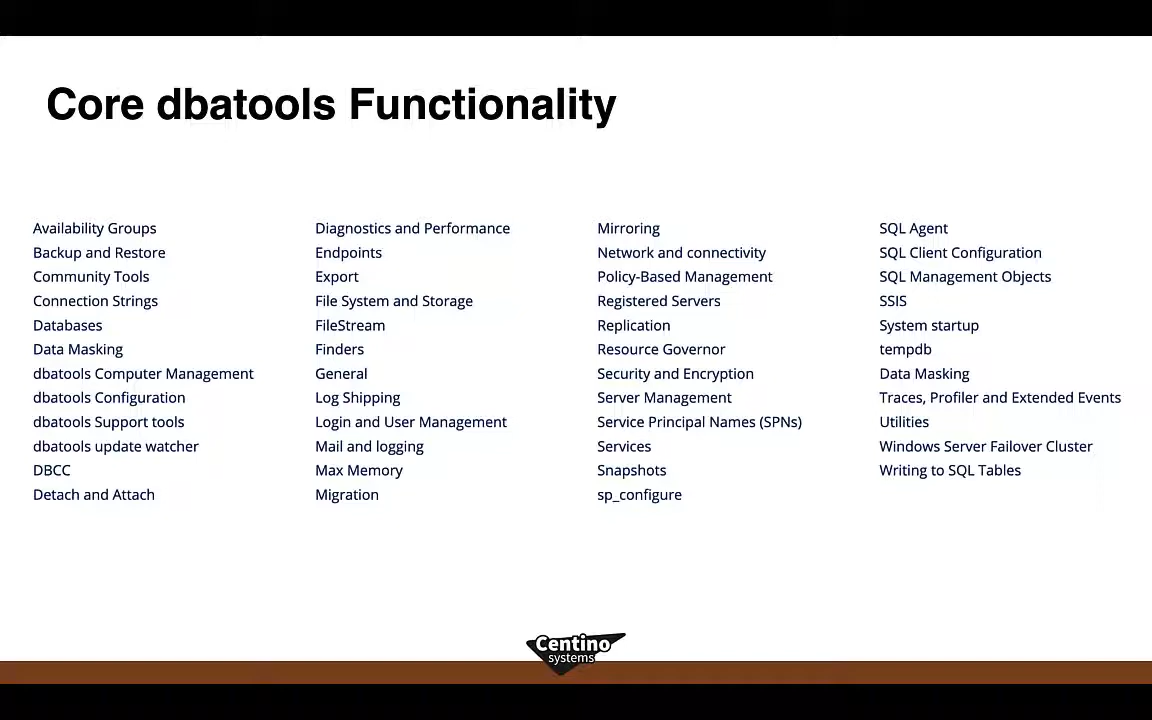 Core dbatools Functionality
Availability Groups
Backup and Restore
Community Tools
Connection Strings
Databases
Data Masking
dbatools Computer Management
dbatools Configuration
dbatools Support tools
dbatools update watcher
DBCC
Detach and Attach
Diagnostics and Performance
Endpoints
Export
File System and Storage
FileStream
Finders
General
Log Shipping
Login and User Management
Mail and logging
Max Memory
Migration
Mirroring
Network and connectivity
Policy-Based Management
Registered Servers
Replication
Resource Governor
Security and Encryption
Server Management
Service Principal Names (SPNs)
Services
Snapshots
sp_configure
SQL Agent
SQL Client Configuration
SQL Management Objects
SSIS
System startup
tempdb
Data Masking
Traces, Profiler and Extended Events
Utilities
Windows Server Failover Cluster
Writing to SQL Tables
Centino
systems